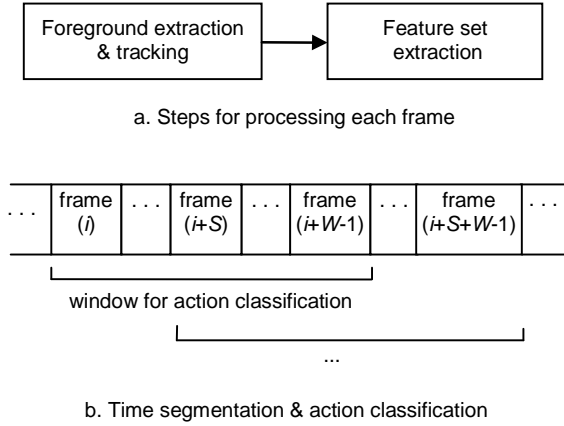 Foreground extraction
& tracking
Feature set
extraction
a. Steps for processing each frame
. . . frame . . . frame . . . frame . . . frame . . .
(i) (i+S) (i+W-1) (i+S+W-1)
window for action classification
...
b. Time segmentation & action classification